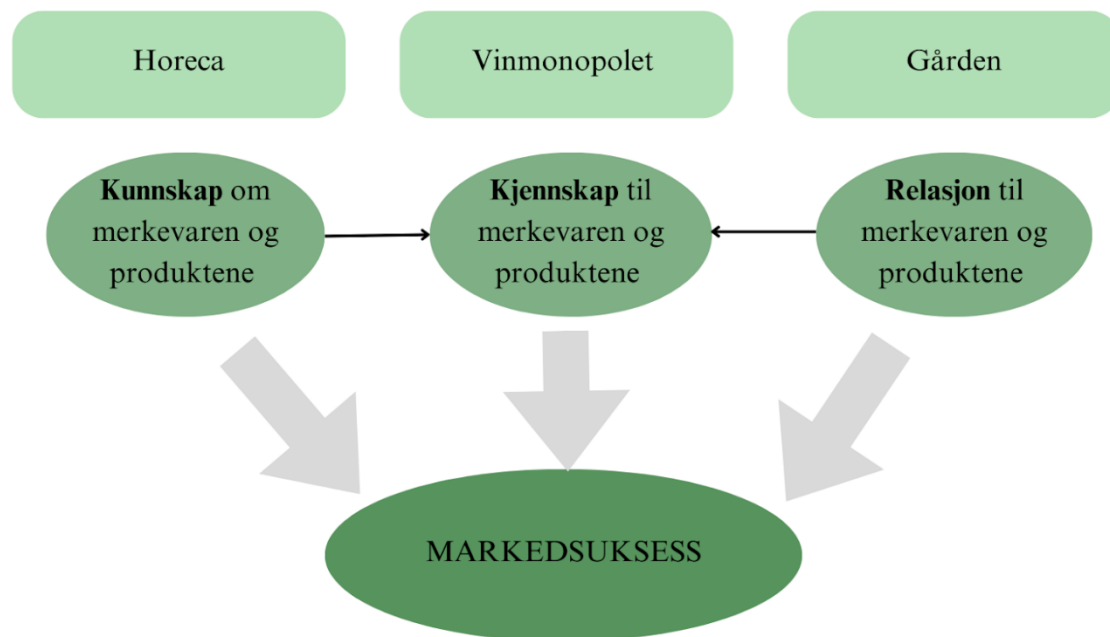 Horeca
Vinmonopolet
Gården
Kunnskap om
merkevaren og
produktene
Kjennskap til
merkevaren og
produktene
Relasjon til
merkevaren og
produktene
MARKEDSUKSESS